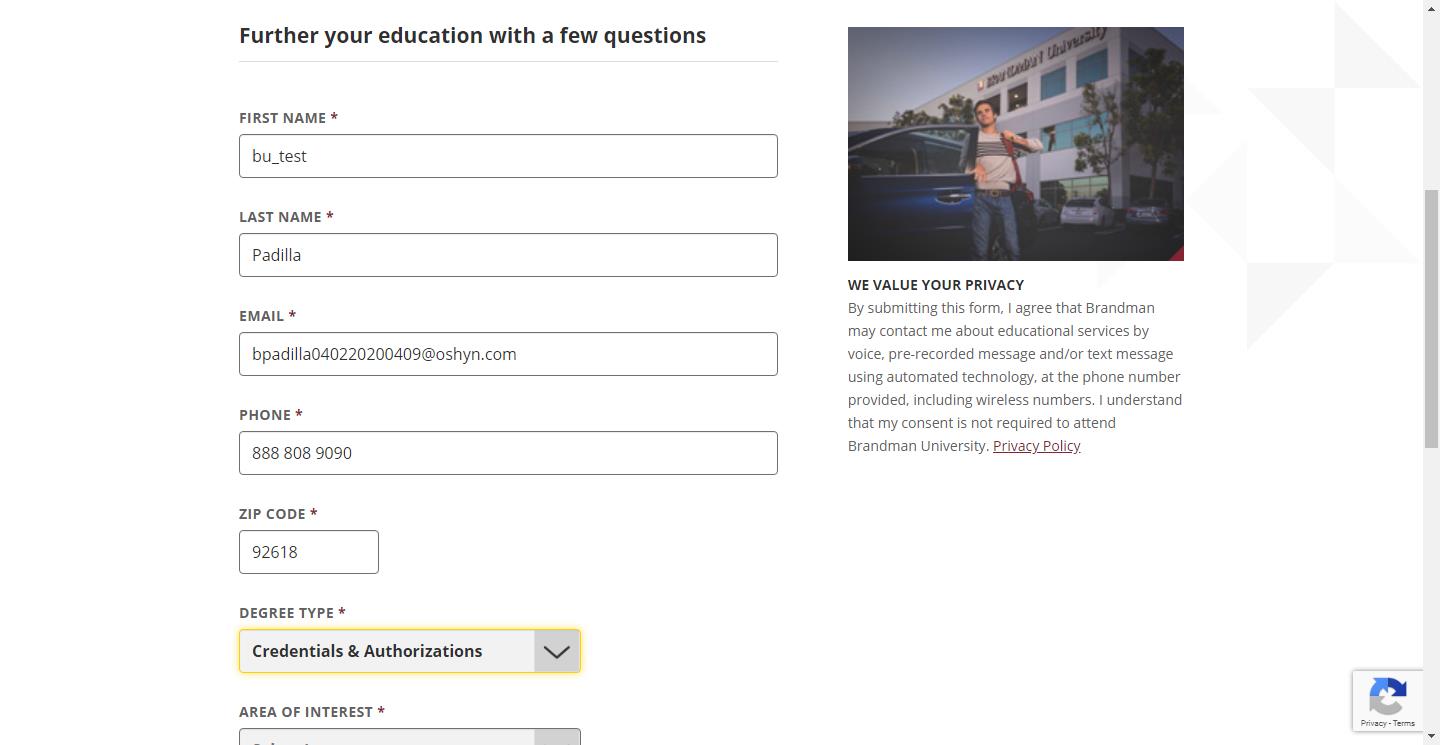 Further your education with a few questions
FIRST NAME *
bu_test
LAST NAME *
Padilla
EMAIL *
bpadilla040220200409@oshyn.com
PHONE *
888 808 9090
ZIP CODE *
92618
DEGREE TYPE *
Credentials & Authorizations
AREA OF INTEREST *
BRANDMAN University
WE VALUE YOUR PRIVACY
By submitting this form, I agree that Brandman
may contact me about educational services by
voice, pre-recorded message and/or text message
using automated technology, at the phone number
provided, including wireless numbers. I understand
that my consent is not required to attend
Brandman University. Privacy Policy
Privacy - Terms